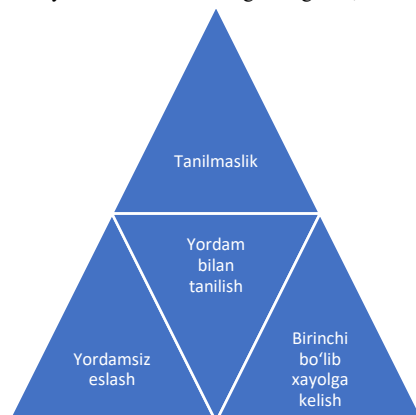 Tanilmaslik
Yordam
bilan
tanilish
Yordamsiz
eslash
Birinchi
bo‘lib
xayolga
kelish